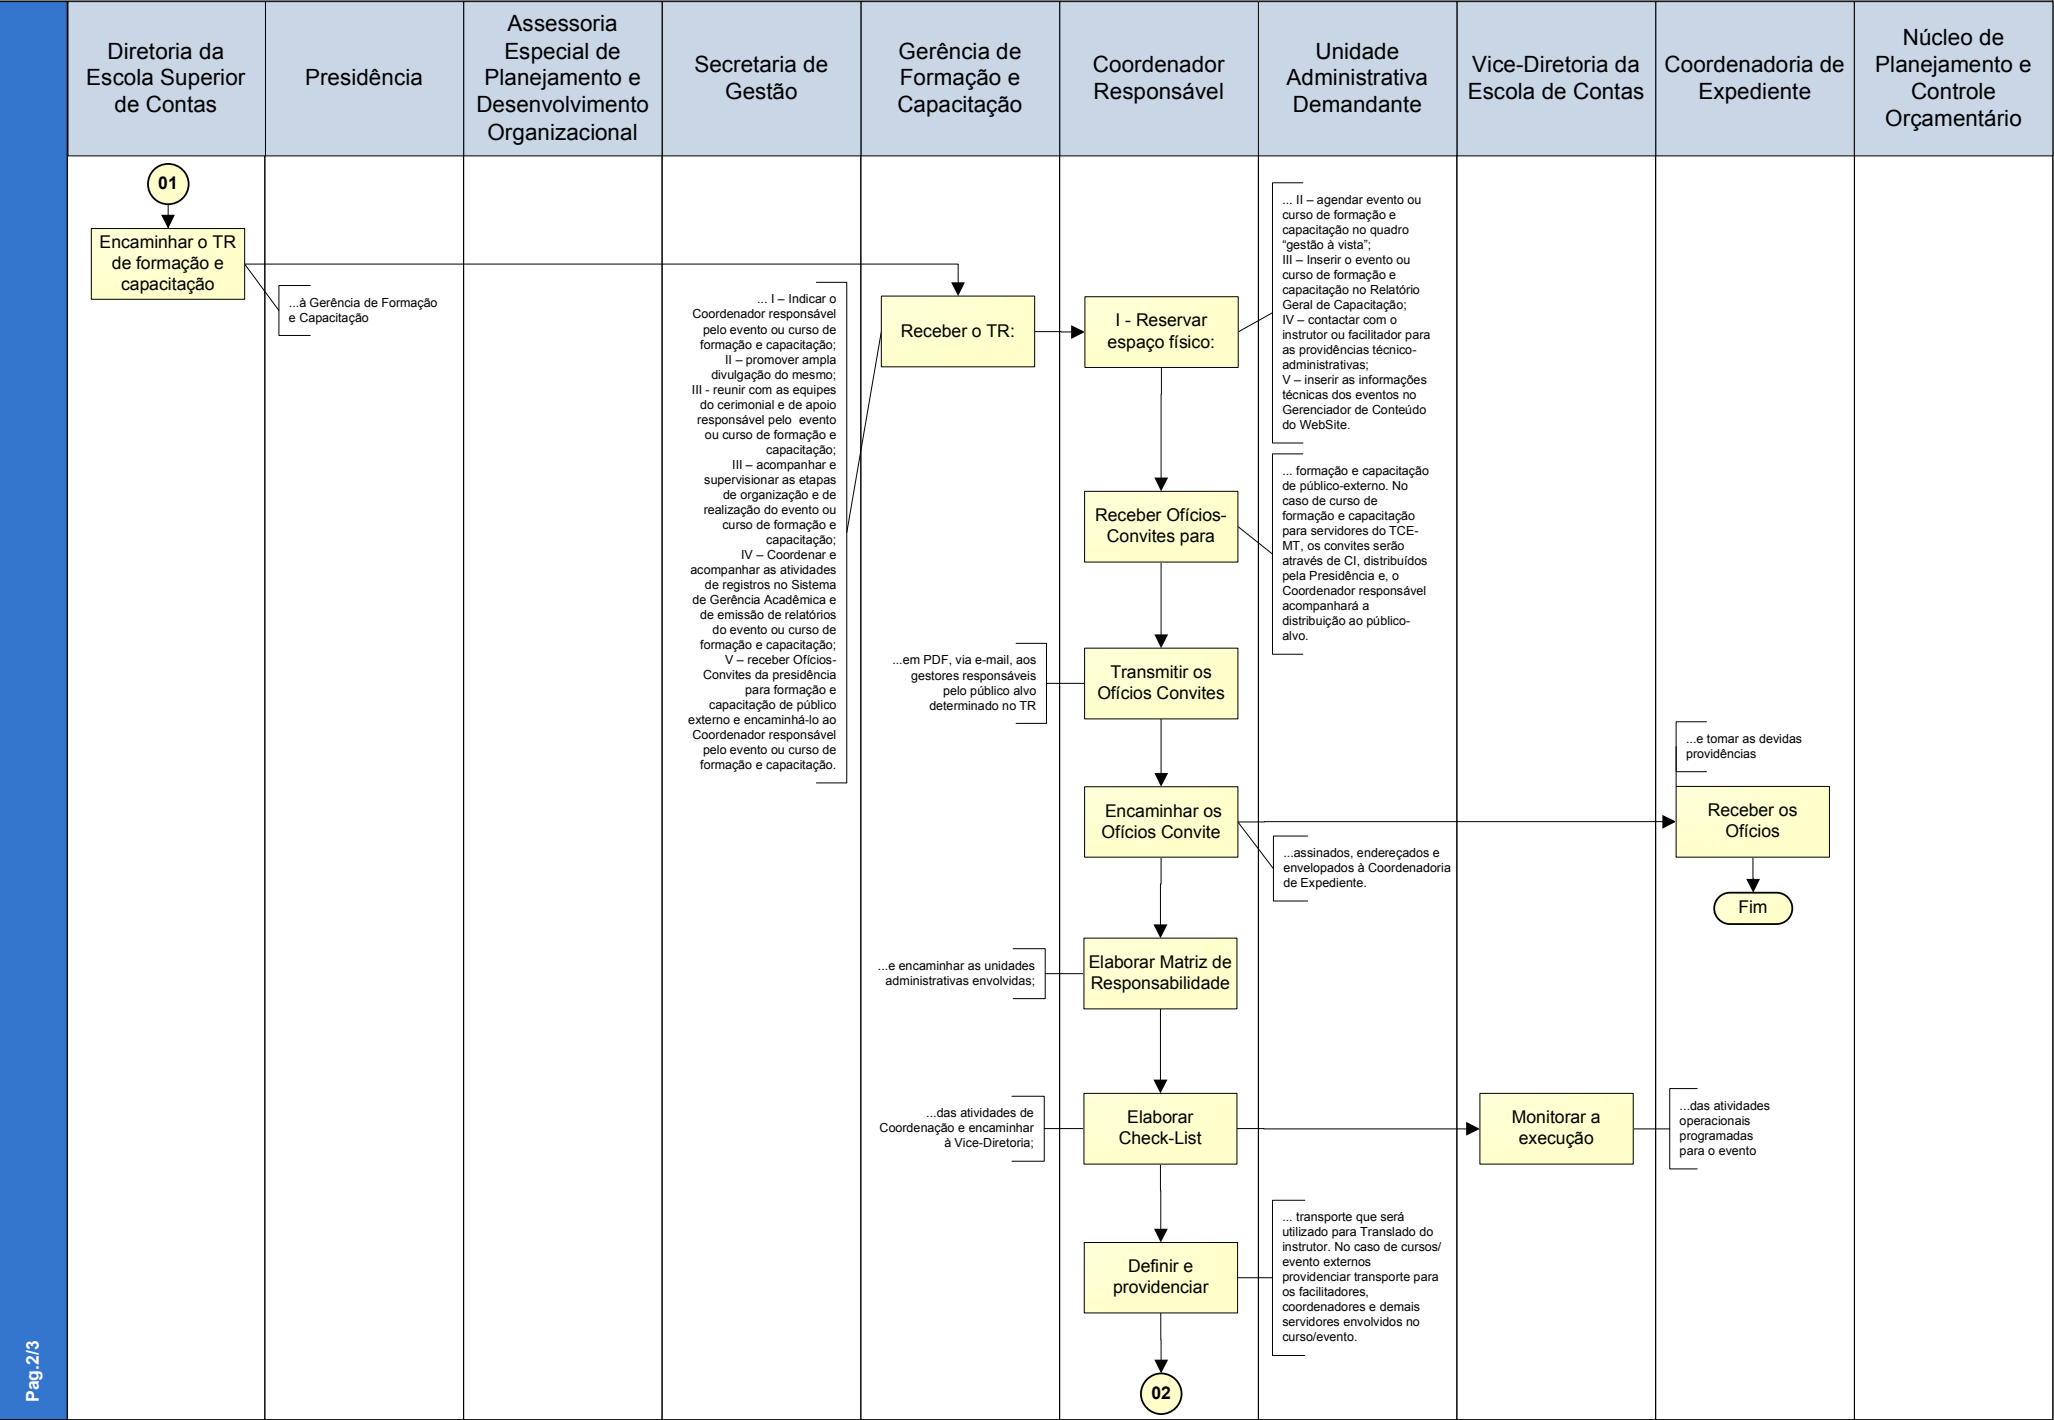 Diretoria da
Escola Superior
de Contas
Presidência
Assessoria
Especial de
Planejamento e
Desenvolvimento
Organizacional
Secretaria de
Gestão
Gerência de
Formação e
Capacitação
Coordenador
Responsável
Unidade
Administrativa
Demandante
Vice-Diretoria da
Escola de Contas
Coordenadoria de
Expediente
Núcleo de
Planejamento e
Controle
Orçamentário
01
Encaminhar o TR
de formação e
capacitação
...à Gerência de Formação
e Capacitação
... I – Indicar o
Coordenador responsável
pelo evento ou curso de
formação e capacitação;
II – promover ampla
divulgação do mesmo;
III - reunir com as equipes
do cerimonial e de apoio
responsável pelo  evento
ou curso de formação e
capacitação;
III – acompanhar e
supervisionar as etapas
de organização e de
realização do evento ou
curso de formação e
capacitação;
IV – Coordenar e
acompanhar as atividades
de registros no Sistema
de Gerência Acadêmica e
de emissão de relatórios
do evento ou curso de
formação e capacitação;
V – receber Ofícios-
Convites da presidência
para formação e
capacitação de público
externo e encaminhá-lo ao
Coordenador responsável
pelo evento ou curso de
formação e capacitação.
Receber o TR:
I - Reservar
espaço físico:
... II – agendar evento ou
curso de formação e
capacitação no quadro
“gestão à vista”;
III – Inserir o evento ou
curso de formação e
capacitação no Relatório
Geral de Capacitação;
IV – contactar com o
instrutor ou facilitador para
as providências técnico-
administrativas;
V – inserir as informações
técnicas dos eventos no
Gerenciador de Conteúdo
do WebSite.
Receber Ofícios-
Convites para
... formação e capacitação
de público-externo. No
caso de curso de
formação e capacitação
para servidores do TCE-
MT, os convites serão
através de CI, distribuídos
pela Presidência e, o
Coordenador responsável
acompanhará a
distribuição ao público-
alvo.
...em PDF, via e-mail, aos
gestores responsáveis
pelo público alvo
determinado no TR
Transmitir os
Ofícios Convites
...e tomar as devidas
providências
Encaminhar os
Ofícios Convite
Receber os
Ofícios
...assinados, endereçados e
envelopados à Coordenadoria
de Expediente.
Fim
...e encaminhar as unidades
administrativas envolvidas;
Elaborar Matriz de
Responsabilidade
...das atividades de
Coordenação e encaminhar
à Vice-Diretoria;
Elaborar
Check-List
Monitorar a
execução
...das atividades
operacionais
programadas
para o evento
Definir e
providenciar
... transporte que será
utilizado para Translado do
instrutor. No caso de cursos/
evento externos
providenciar transporte para
os facilitadores,
coordenadores e demais
servidores envolvidos no
curso/evento.
02
Pag.2/3